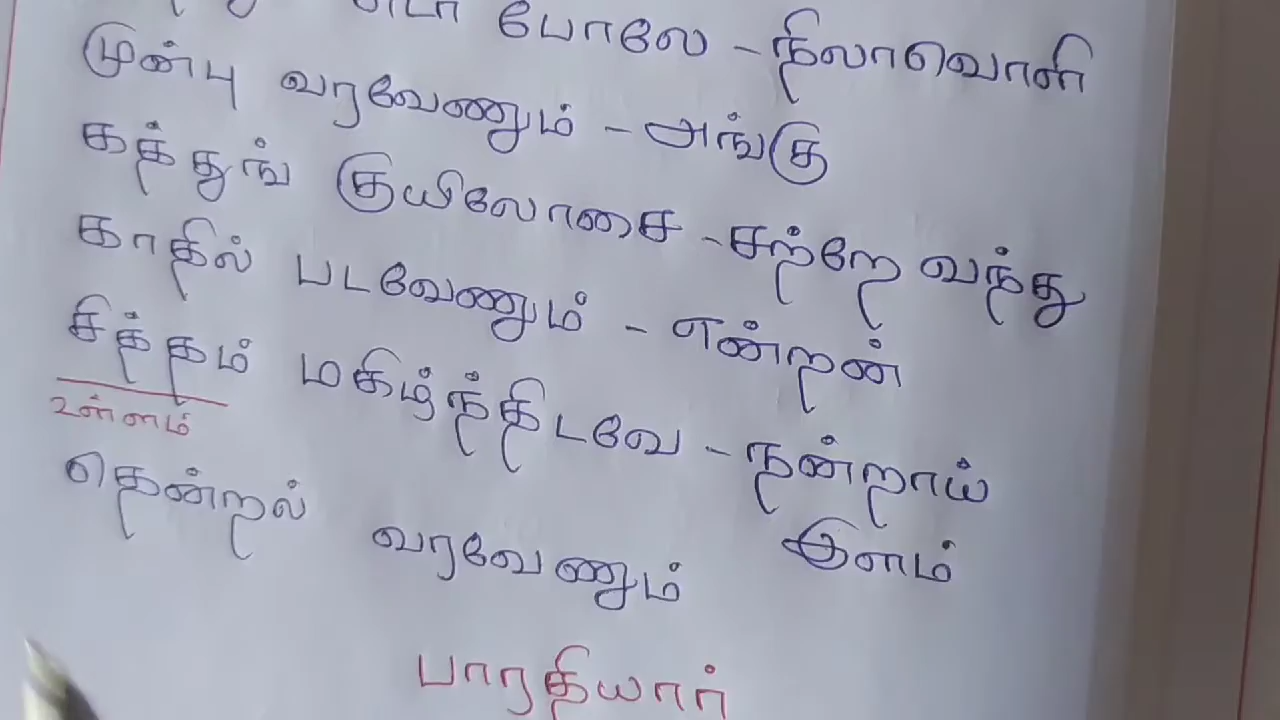 போலே - நிலாவொளி
முன்பு வரவேணும் - அங்கு
கத்துங் குயிலோசை - சற்றே வந்து
காதில் படவேணும் - என்றன்
சித்தம் மகிழ்ந்திடவே - நன்றாய்
உள்ளம்
இளம்
தென்றல் வரவேணும்
பாரதியார்